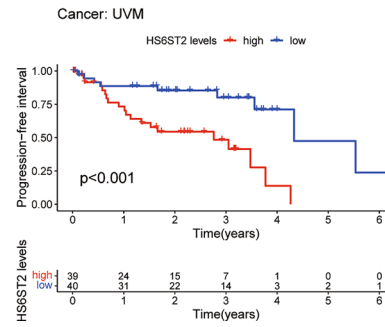 Cancer: UVM
HS6ST2 levels high low
Progression-free interval
1.00
0.75
0.50
0.25
0.00
p<0.001
0 1 2 3 4 5 6
Time(years)
HS6ST2 levels
high 39 24 15 7 1 0 0
low 40 31 22 14 3 2 1
0 1 2 3 4 5 6
Time(years)